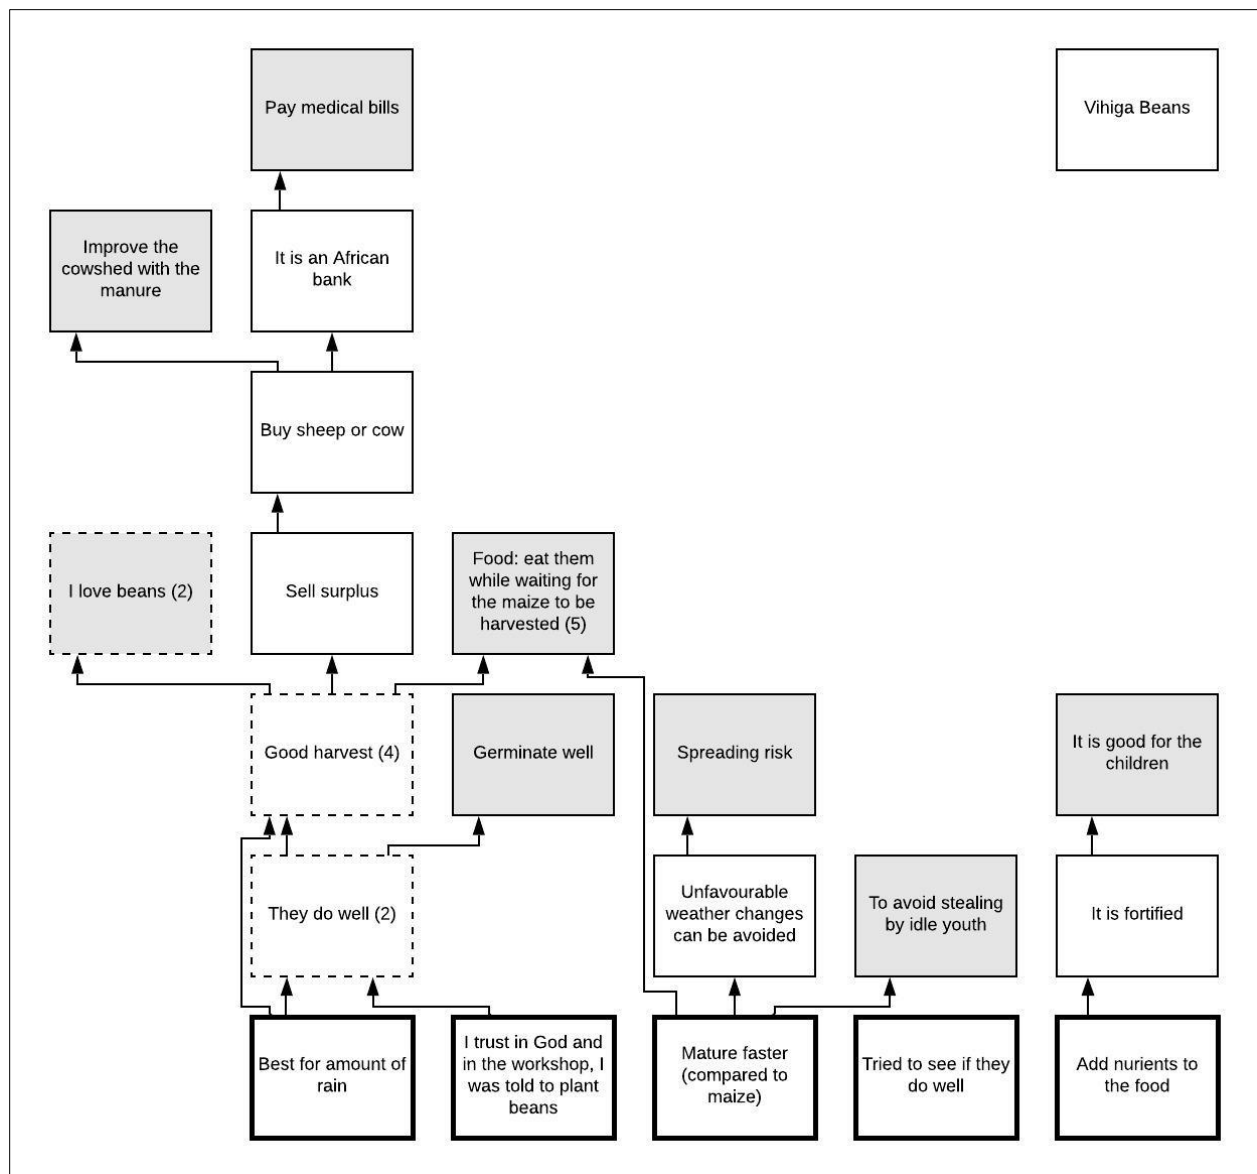 Pay medical bills
Vihiga Beans
Improve the
cowshed with the
manure
It is an African
bank
Buy sheep or cow
I love beans (2)
Sell surplus
Food: eat them
while waiting for
the maize to be
harvested (5)
Good harvest (4)
Germinate well
Spreading risk
It is good for the
children
They do well (2)
Unfavourable
weather changes
can be avoided
To avoid stealing
by idle youth
It is fortified
Best for amount of
rain
I trust in God and
in the workshop, I
was told to plant
beans
Mature faster
(compared to
maize)
Tried to see if they
do well
Add nurients to
the food